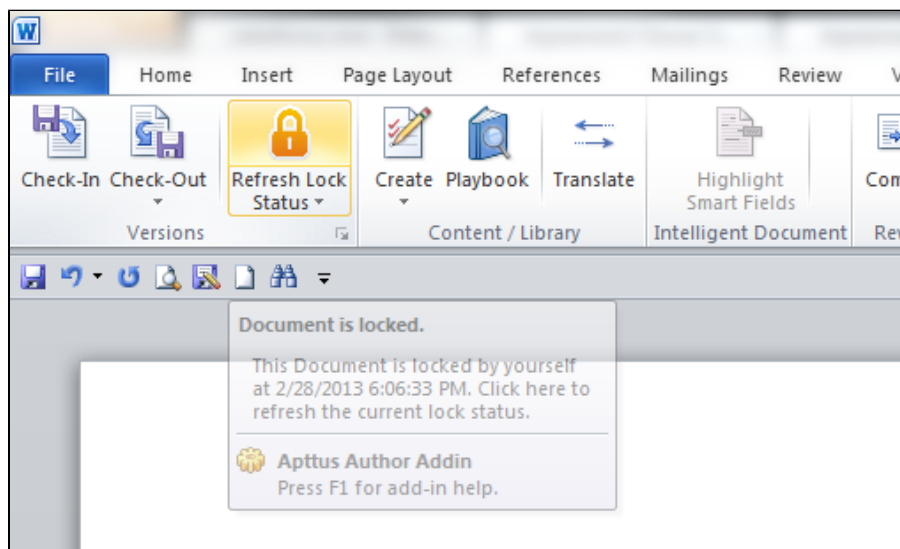 W
File Home Insert Page Layout References Mailings Review V
Check-In Check-Out Refresh Lock Status Create Playbook Translate Highlight Smart Fields Com
Versions Content / Library Intelligent Document Rev
Document is locked.
This Document is locked by yourself
at 2/28/2013 6:06:33 PM. Click here to
refresh the current lock status.
Apttus Author Addin
Press F1 for add-in help.